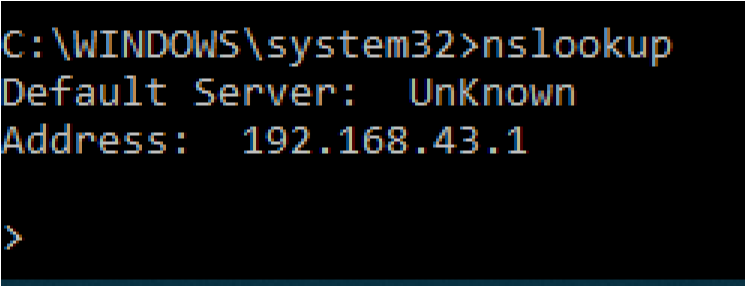 C:\WINDOWS\system32>nslookup
Default Server:  UnKnown
Address:  192.168.43.1
>